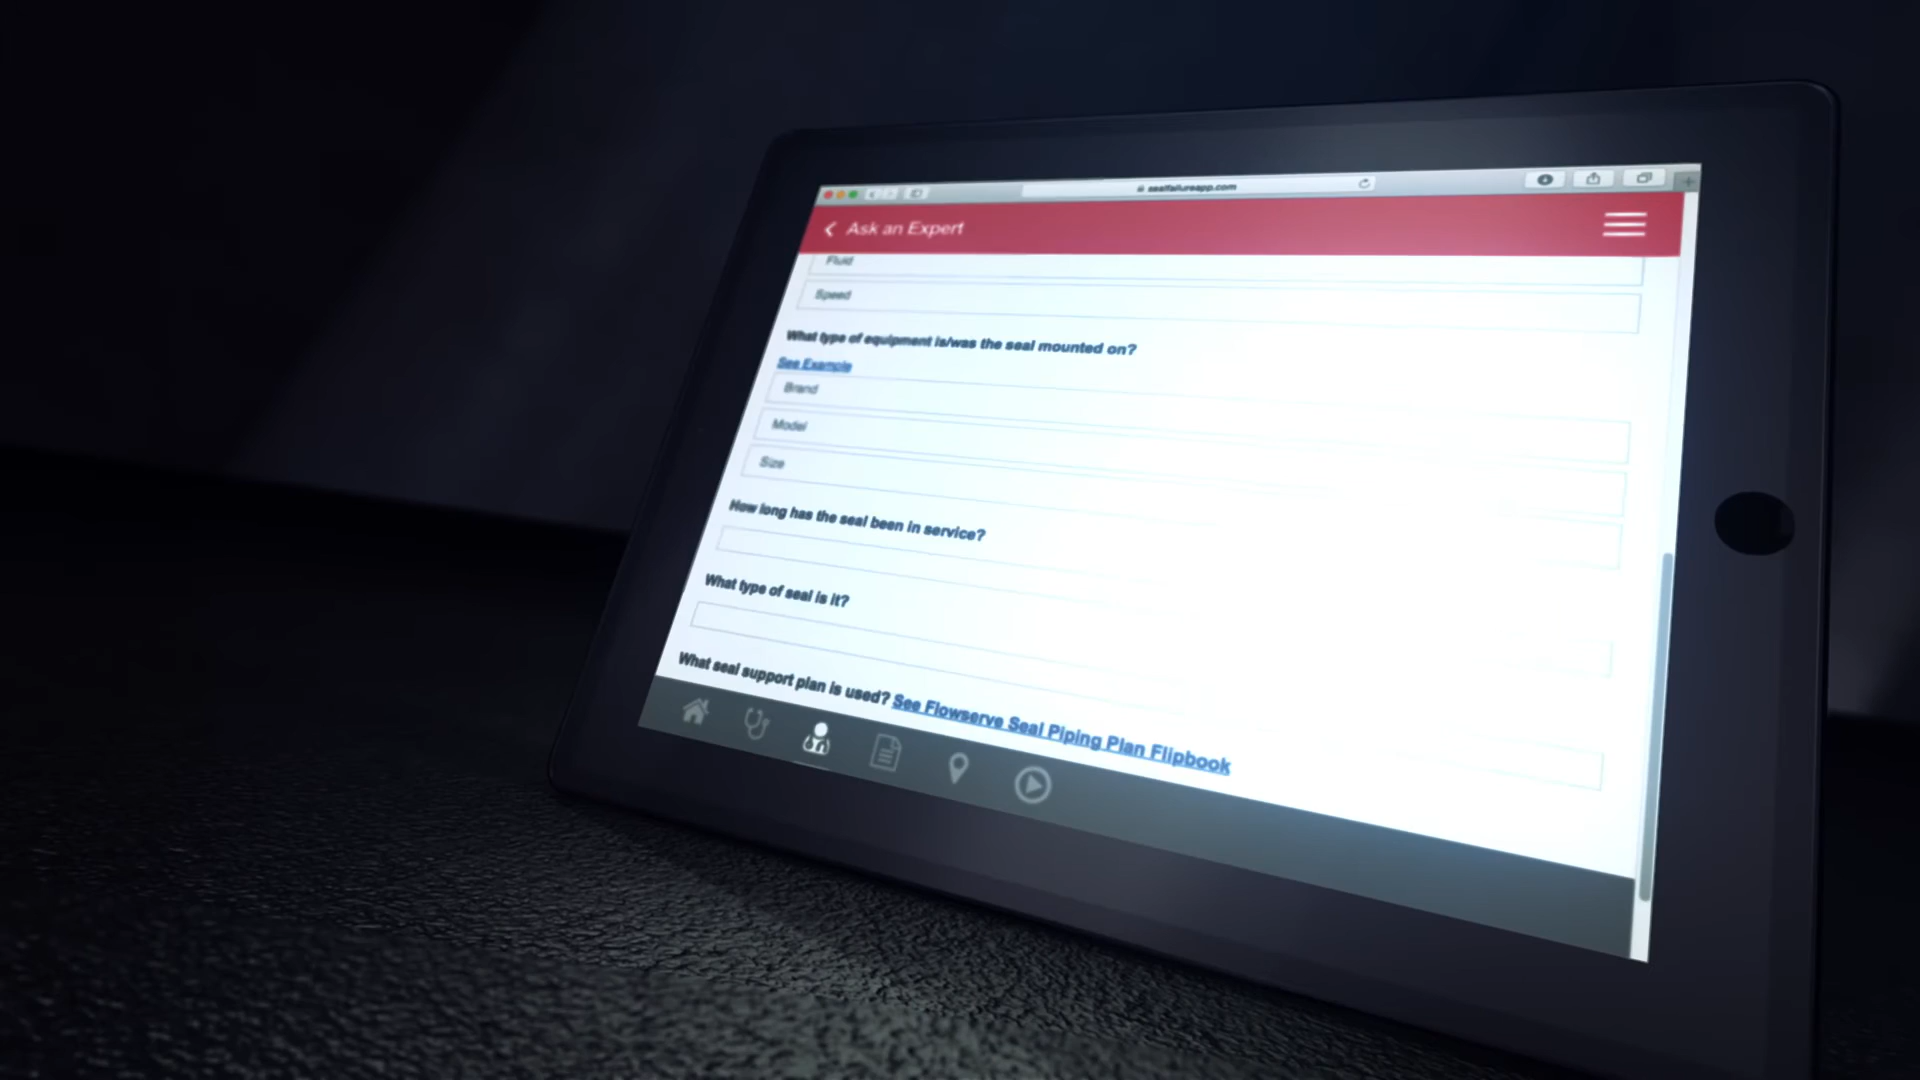 sealfailureapp.com
Ask an Expert
Fluid
Speed
What type of equipment is/was the seal mounted on?
See Example
Brand
Model
Size
How long has the seal been in service?
What type of seal is it?
What seal support plan is used? See Flowserve Seal Piping Plan Flipbook